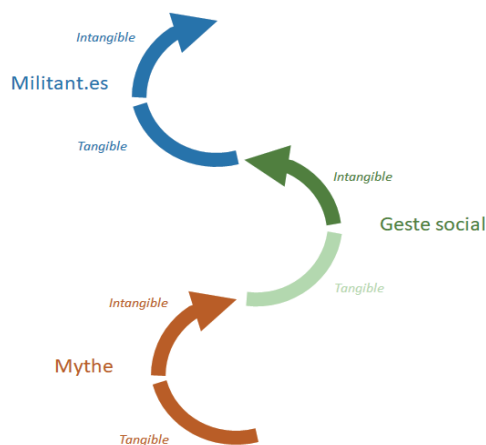 Intangible
Militant.es
Tangible
Intangible
Geste social
Tangible
Intangible
Mythe
Tangible